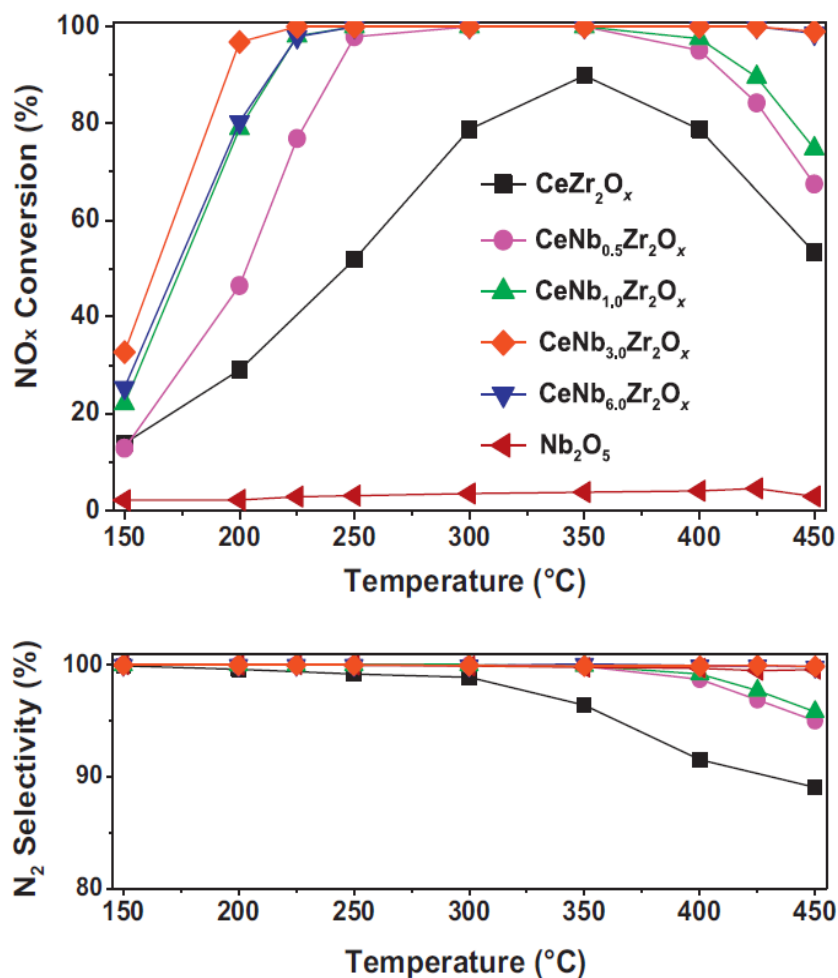 100
80
60
40
20
0
NOx Conversion (%)
CeZr₂Oₓ
CeNb₀.₅Zr₂Oₓ
CeNb₁.₀Zr₂Oₓ
CeNb₃.₀Zr₂Oₓ
CeNb₆.₀Zr₂Oₓ
Nb₂O₅
150 200 250 300 350 400 450
Temperature (°C)
100
90
80
N₂ Selectivity (%)
150 200 250 300 350 400 450
Temperature (°C)